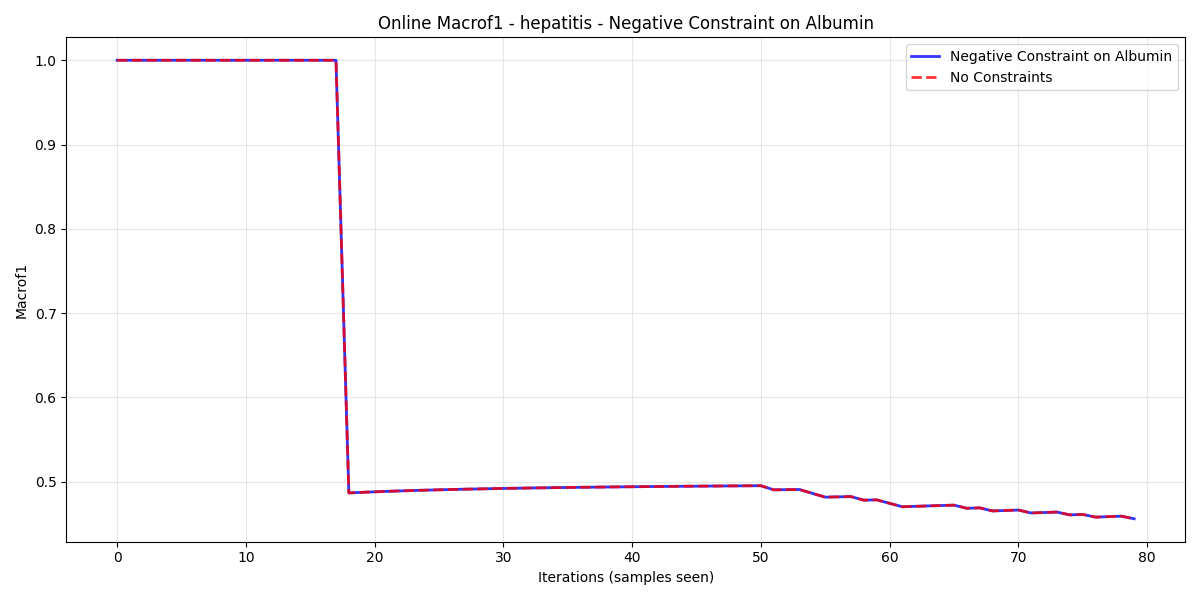 Online Macrof1 - hepatitis - Negative Constraint on Albumin
Negative Constraint on Albumin
No Constraints
Macrof1
1.0
0.9
0.8
0.7
0.6
0.5
0 10 20 30 40 50 60 70 80
Iterations (samples seen)